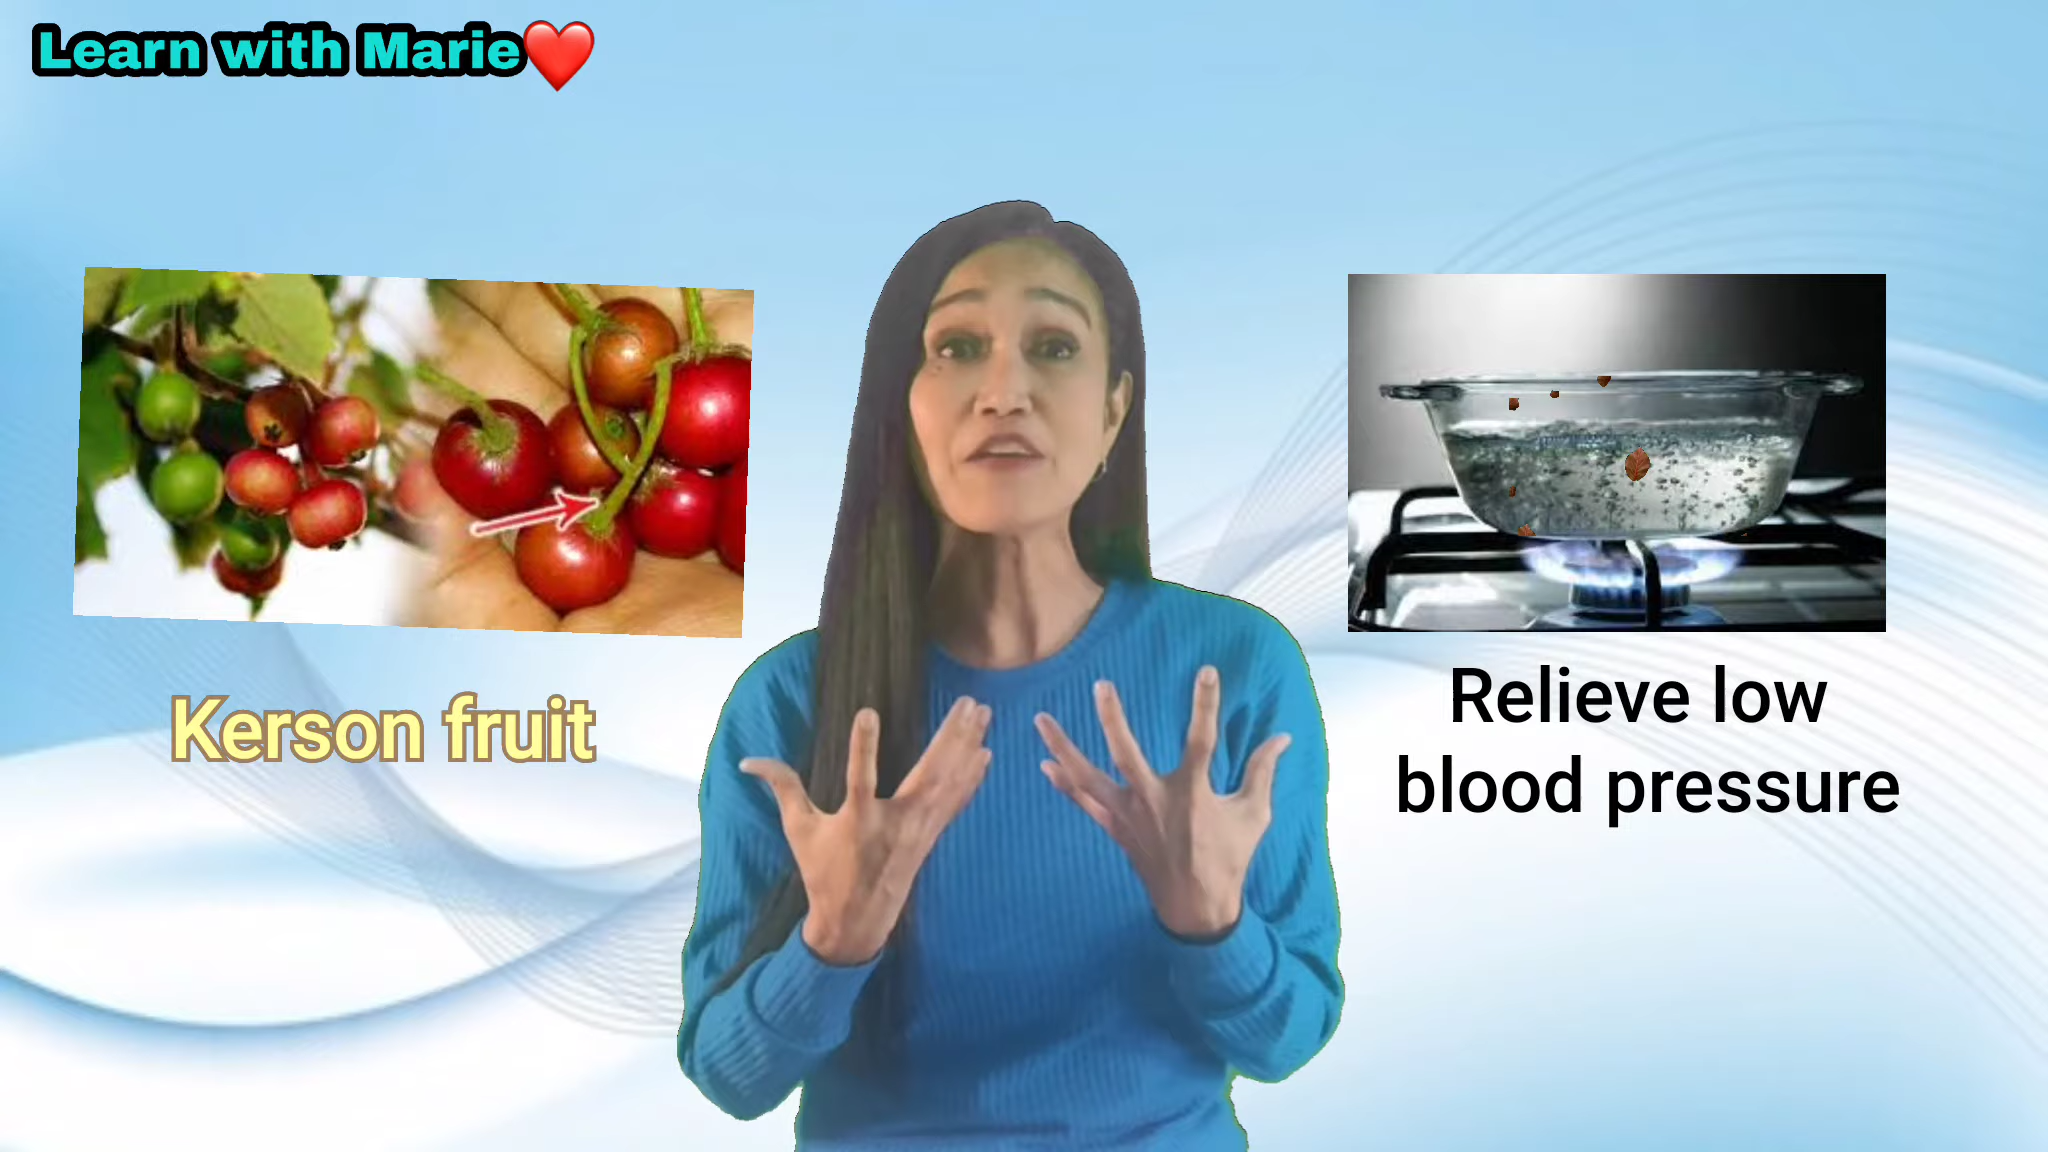 Learn with Marie❤️
Kerson fruit
Relieve low
blood pressure